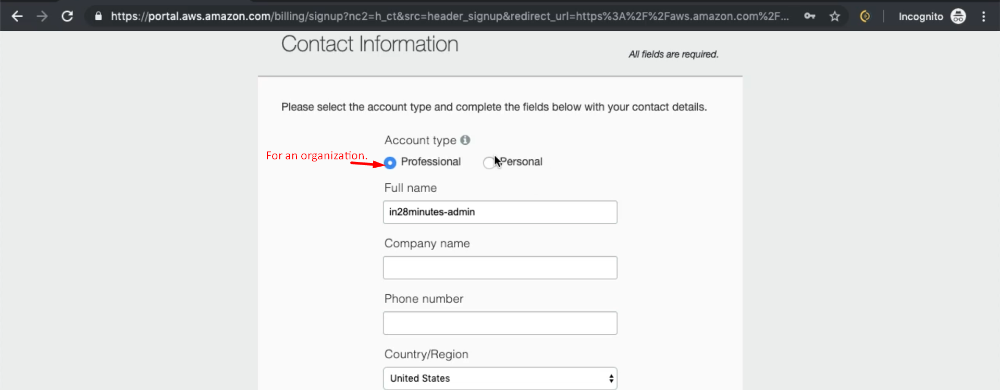 https://portal.aws.amazon.com/billing/signup?nc2=h_ct&src=header_signup&redirect_url=https%3A%2F%2Faws.amazon.com%2F...
Incognito
Contact Information
All fields are required.
Please select the account type and complete the fields below with your contact details.
Account type
For an organization.
Professional
Personal
Full name
in28minutes-admin
Company name
Phone number
Country/Region
United States